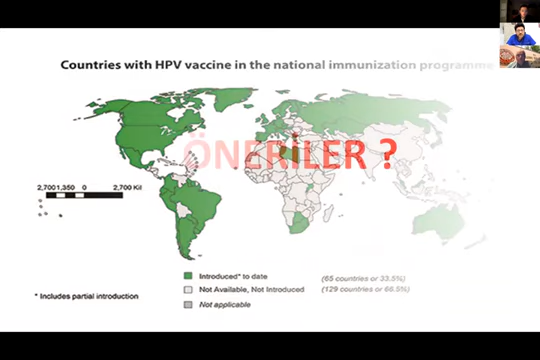 Countries with HPV vaccine in the national immunization programme
ÖNERİLER ?
2,7001,350 0 2,700 Kil
Introduced* to date (65 countries or 33.5%)
Not Available, Not Introduced (129 countries or 66.5%)
* Includes partial introduction
Not applicable